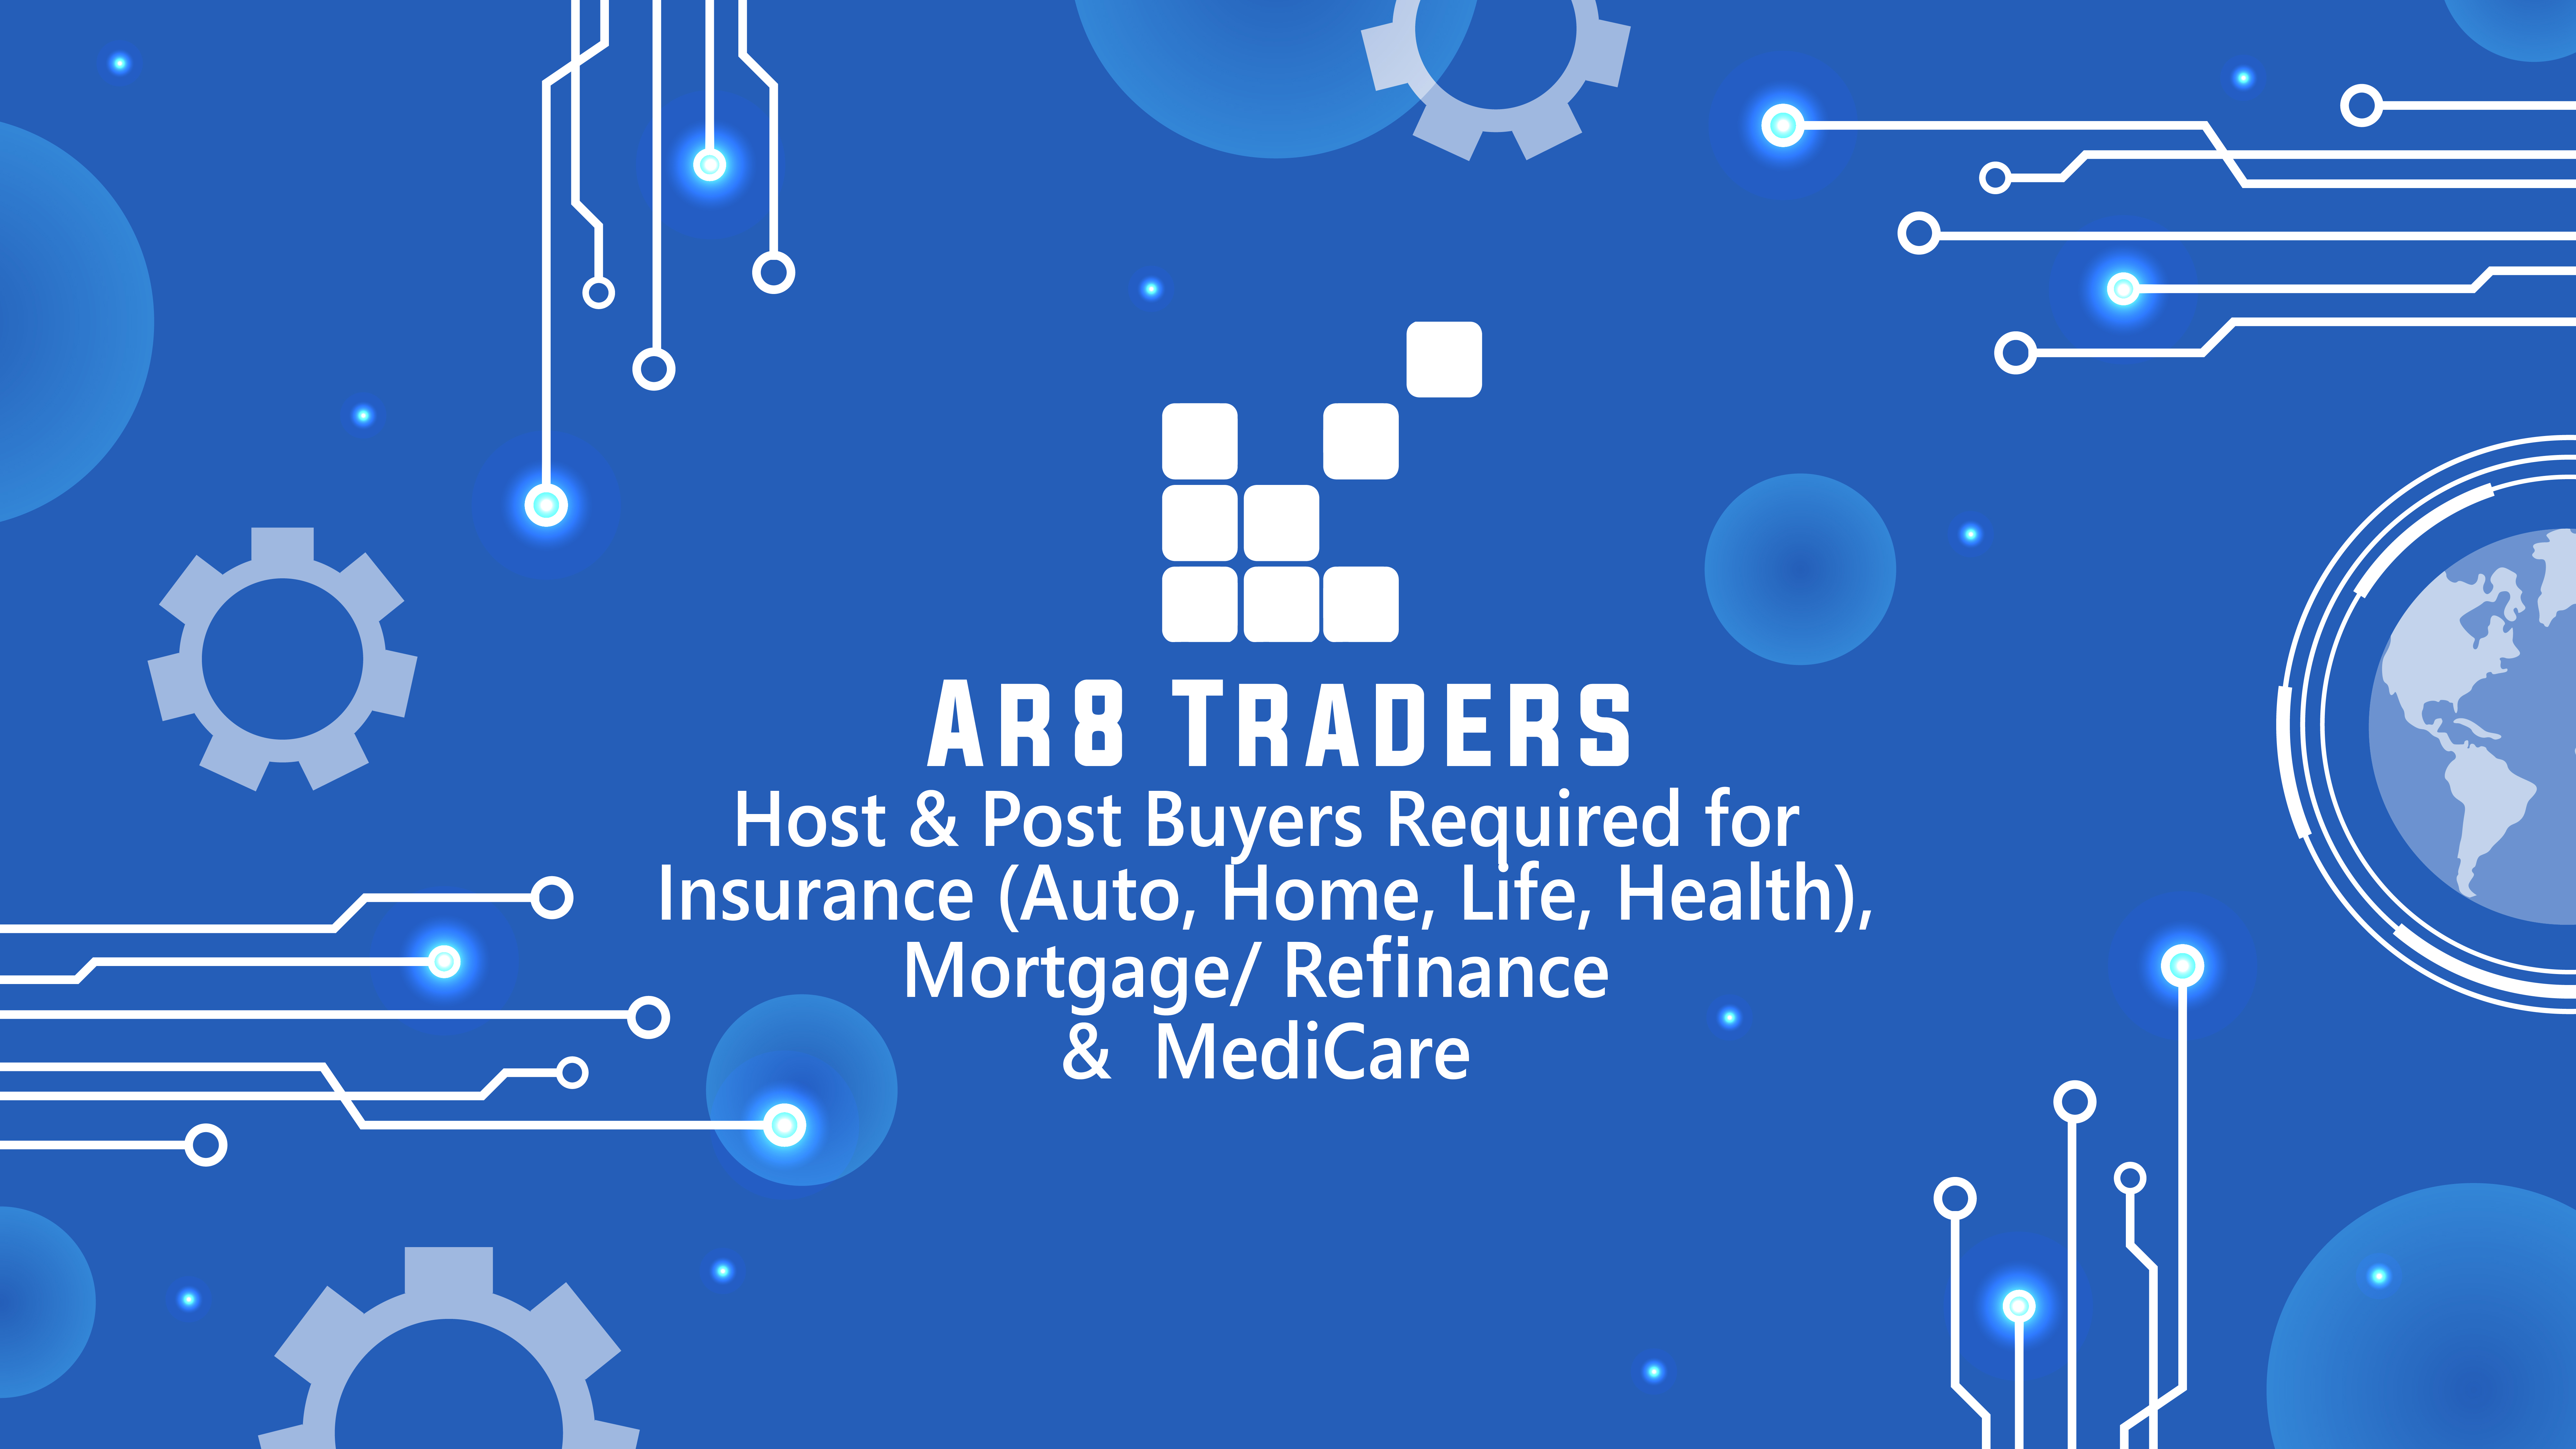 AR8 TRADERS
Host & Post Buyers Required for
Insurance (Auto, Home, Life, Health),
Mortgage/ Refinance
& MediCare